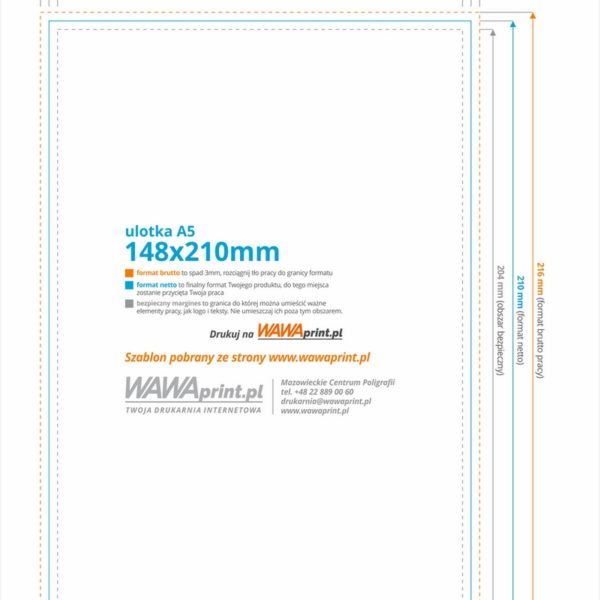 ulotka A5
148x210mm
format brutto to spad 3mm, rozciągnij tło pracy do granicy formatu
format netto to finalny format Twojego produktu, do tego miejsca
zostanie przycięta Twoja praca
bezpieczny margines to granica do której można umieścić ważne
elementy pracy, jak logo i teksty. Nie umieszczaj ich poza tym obszarem.
Drukuj na WAWAprint.pl
Szablon pobrany ze strony www.wawaprint.pl
WAWAprint.pl
TWOJA DRUKARNIA INTERNETOWA
Mazowieckie Centrum Poligrafii
tel. +48 22 889 00 60
drukarnia@wawaprint.pl
www.wawaprint.pl
204 mm (obszar bezpieczny)
210 mm (format netto)
216 mm (format brutto pracy)